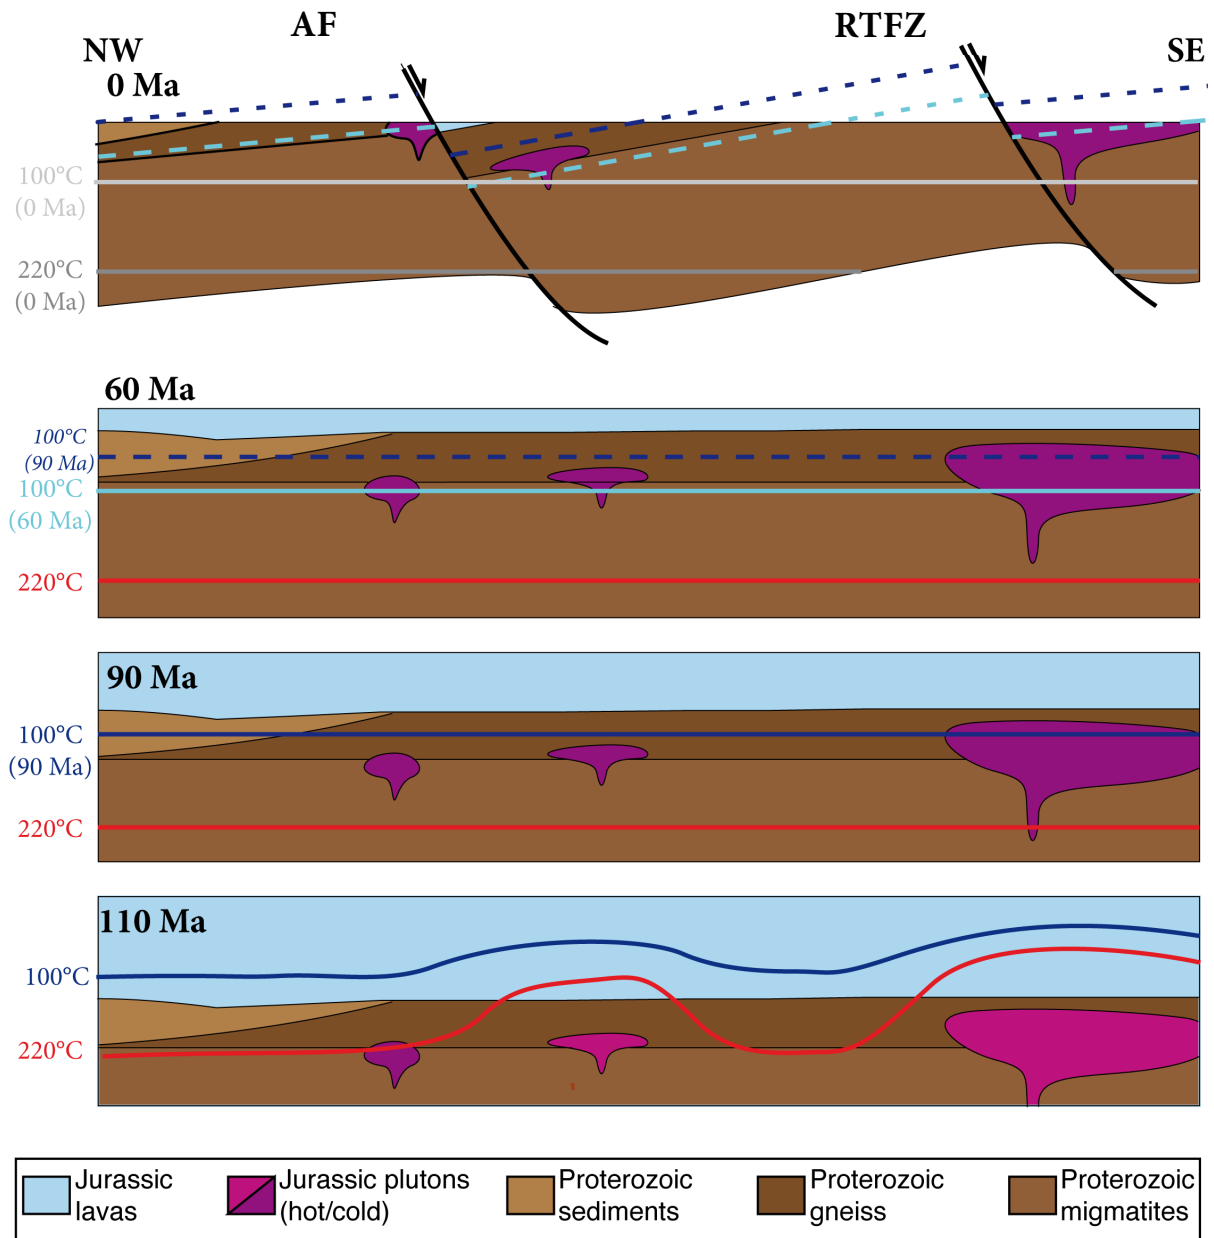 AF
RTFZ
NW
SE
0 Ma
100°C
(0 Ma)
220°C
(0 Ma)
60 Ma
100°C
(90 Ma)
100°C
(60 Ma)
220°C
90 Ma
100°C
(90 Ma)
220°C
110 Ma
100°C
220°C
Jurassic
lavas
Jurassic plutons
(hot/cold)
Proterozoic
sediments
Proterozoic
gneiss
Proterozoic
migmatites